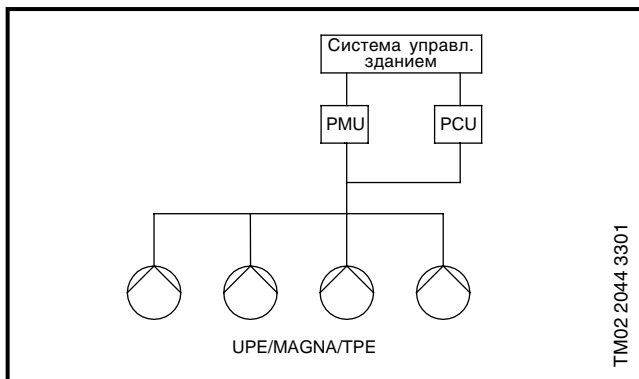 Система управл.
зданием
PMU
PCU
UPE/MAGNA/TPE
TM02 2044 3301